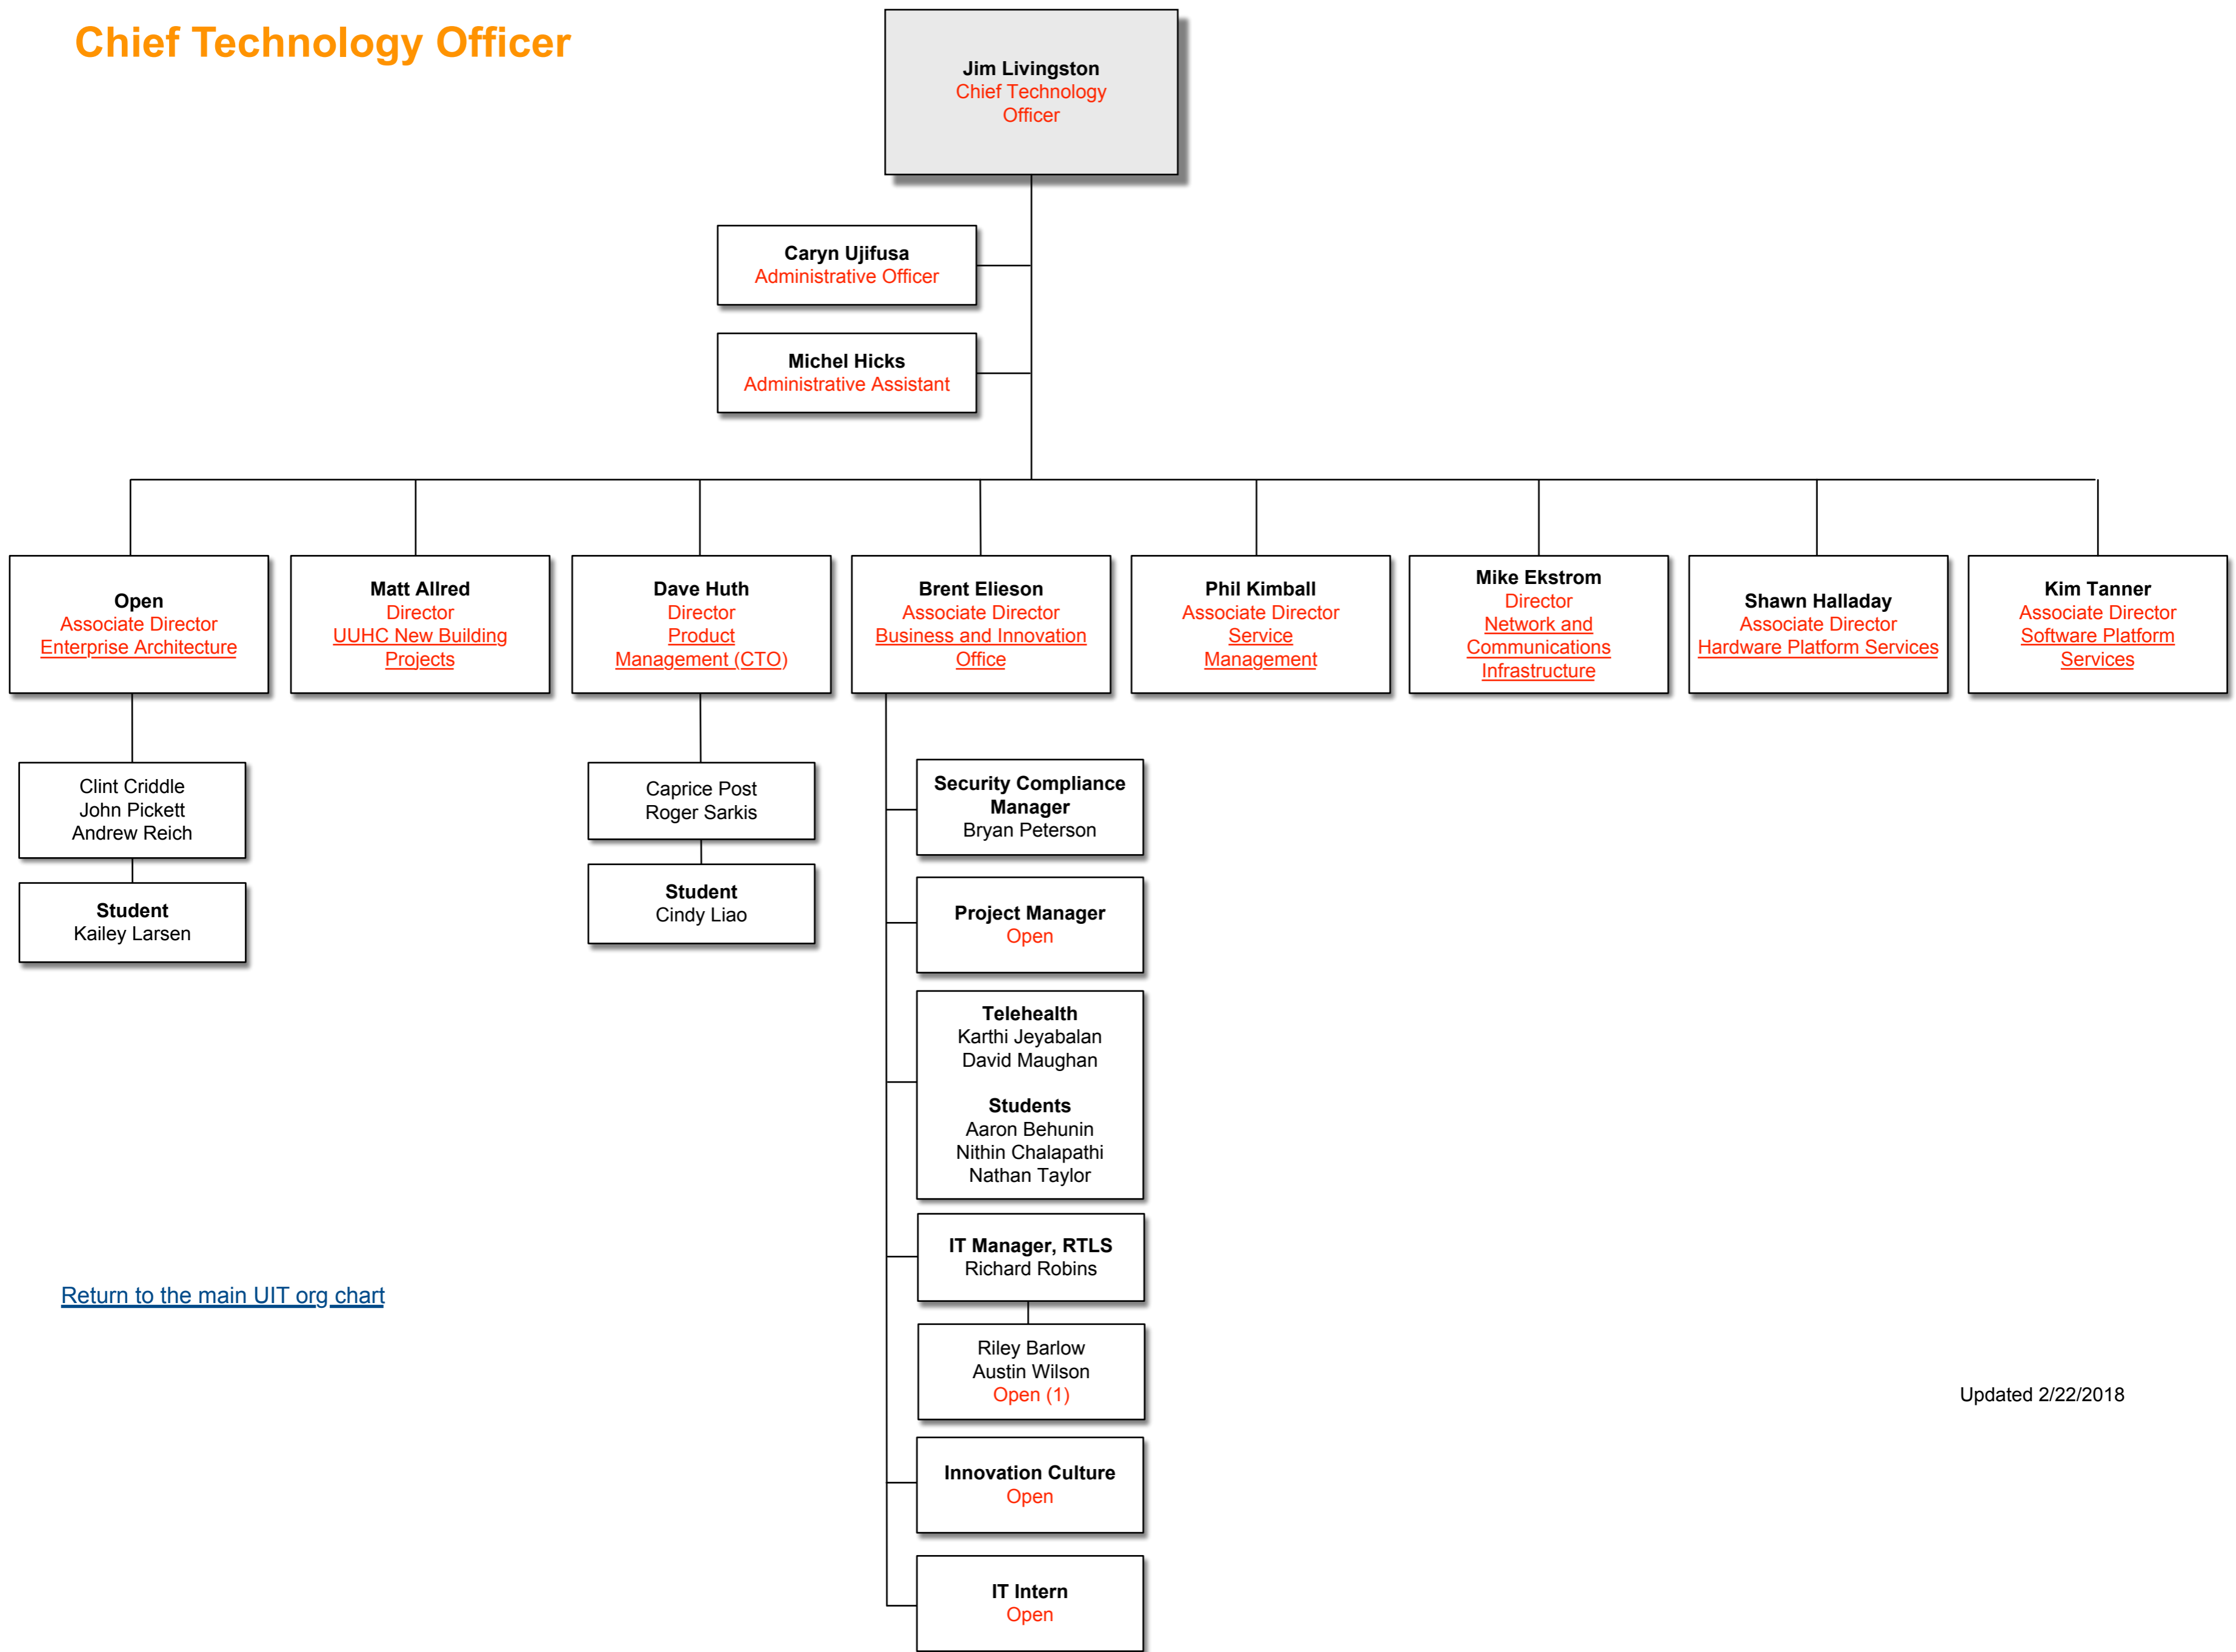 Chief Technology Officer
Jim Livingston
Chief Technology
Officer
Caryn Ujifusa
Administrative Officer
Michel Hicks
Administrative Assistant
Open
Associate Director
Enterprise Architecture
Matt Allred
Director
UUHC New Building
Projects
Dave Huth
Director
Product
Management (CTO)
Brent Elieson
Associate Director
Business and Innovation
Office
Phil Kimball
Associate Director
Service
Management
Mike Ekstrom
Director
Network and
Communications
Infrastructure
Shawn Halladay
Associate Director
Hardware Platform Services
Kim Tanner
Associate Director
Software Platform
Services
Clint Criddle
John Pickett
Andrew Reich
Student
Kailey Larsen
Caprice Post
Roger Sarkis
Student
Cindy Liao
Security Compliance
Manager
Bryan Peterson
Project Manager
Open
Telehealth
Karthi Jeyabalan
David Maughan
Students
Aaron Behunin
Nithin Chalapathi
Nathan Taylor
IT Manager, RTLS
Richard Robins
Riley Barlow
Austin Wilson
Open (1)
Innovation Culture
Open
IT Intern
Open
Return to the main UIT org chart
Updated 2/22/2018